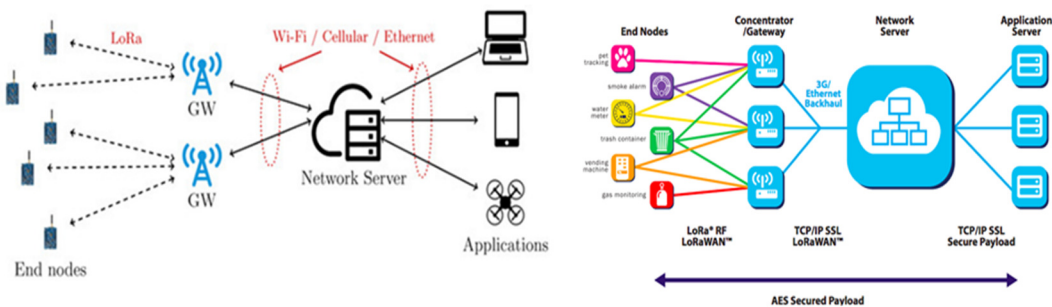 LoRa
Wi-Fi / Cellular / Ethernet
GW
GW
Network Server
Applications
End nodes
End Nodes
Concentrator
/Gateway
Network
Server
Application
Server
pet
tracking
smoke alarm
water
meter
trash container
vending
machine
gas monitoring
3G/
Ethernet
Backhaul
LoRa® RF
LoRaWAN™
TCP/IP SSL
LoRaWAN™
TCP/IP SSL
Secure Payload
AES Secured Payload